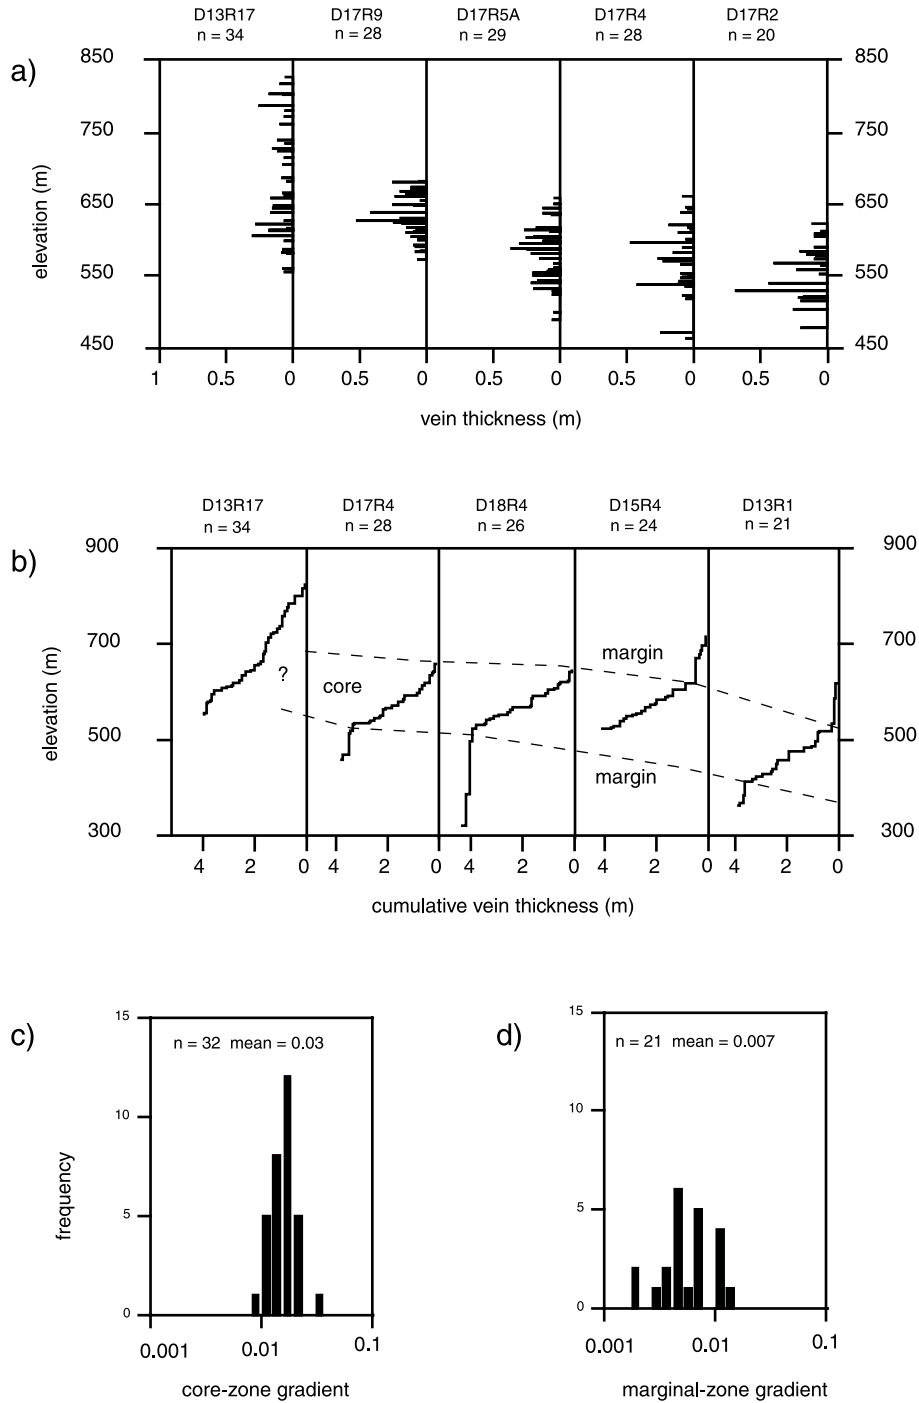 D13R17 D17R9 D17R5A D17R4 D17R2
n = 34 n = 28 n = 29 n = 28 n = 20
a)
850 850
750 750
650 650
550 550
450 450
elevation (m)
1 0.5 0 0.5 0 0.5 0 0.5 0 0.5 0
vein thickness (m)
D13R17 D17R4 D18R4 D15R4 D13R1
n = 34 n = 28 n = 26 n = 24 n = 21
b)
900 900
700 700
500 500
300 300
elevation (m)
margin
?
core
margin
4 2 0 4 2 0 4 2 0 4 2 0 4 2 0
cumulative vein thickness (m)
c)
15
n = 32 mean = 0.03
10
5
0
frequency
0.001 0.01 0.1
core-zone gradient
d)
15
n = 21 mean = 0.007
10
5
0
0.001 0.01 0.1
marginal-zone gradient